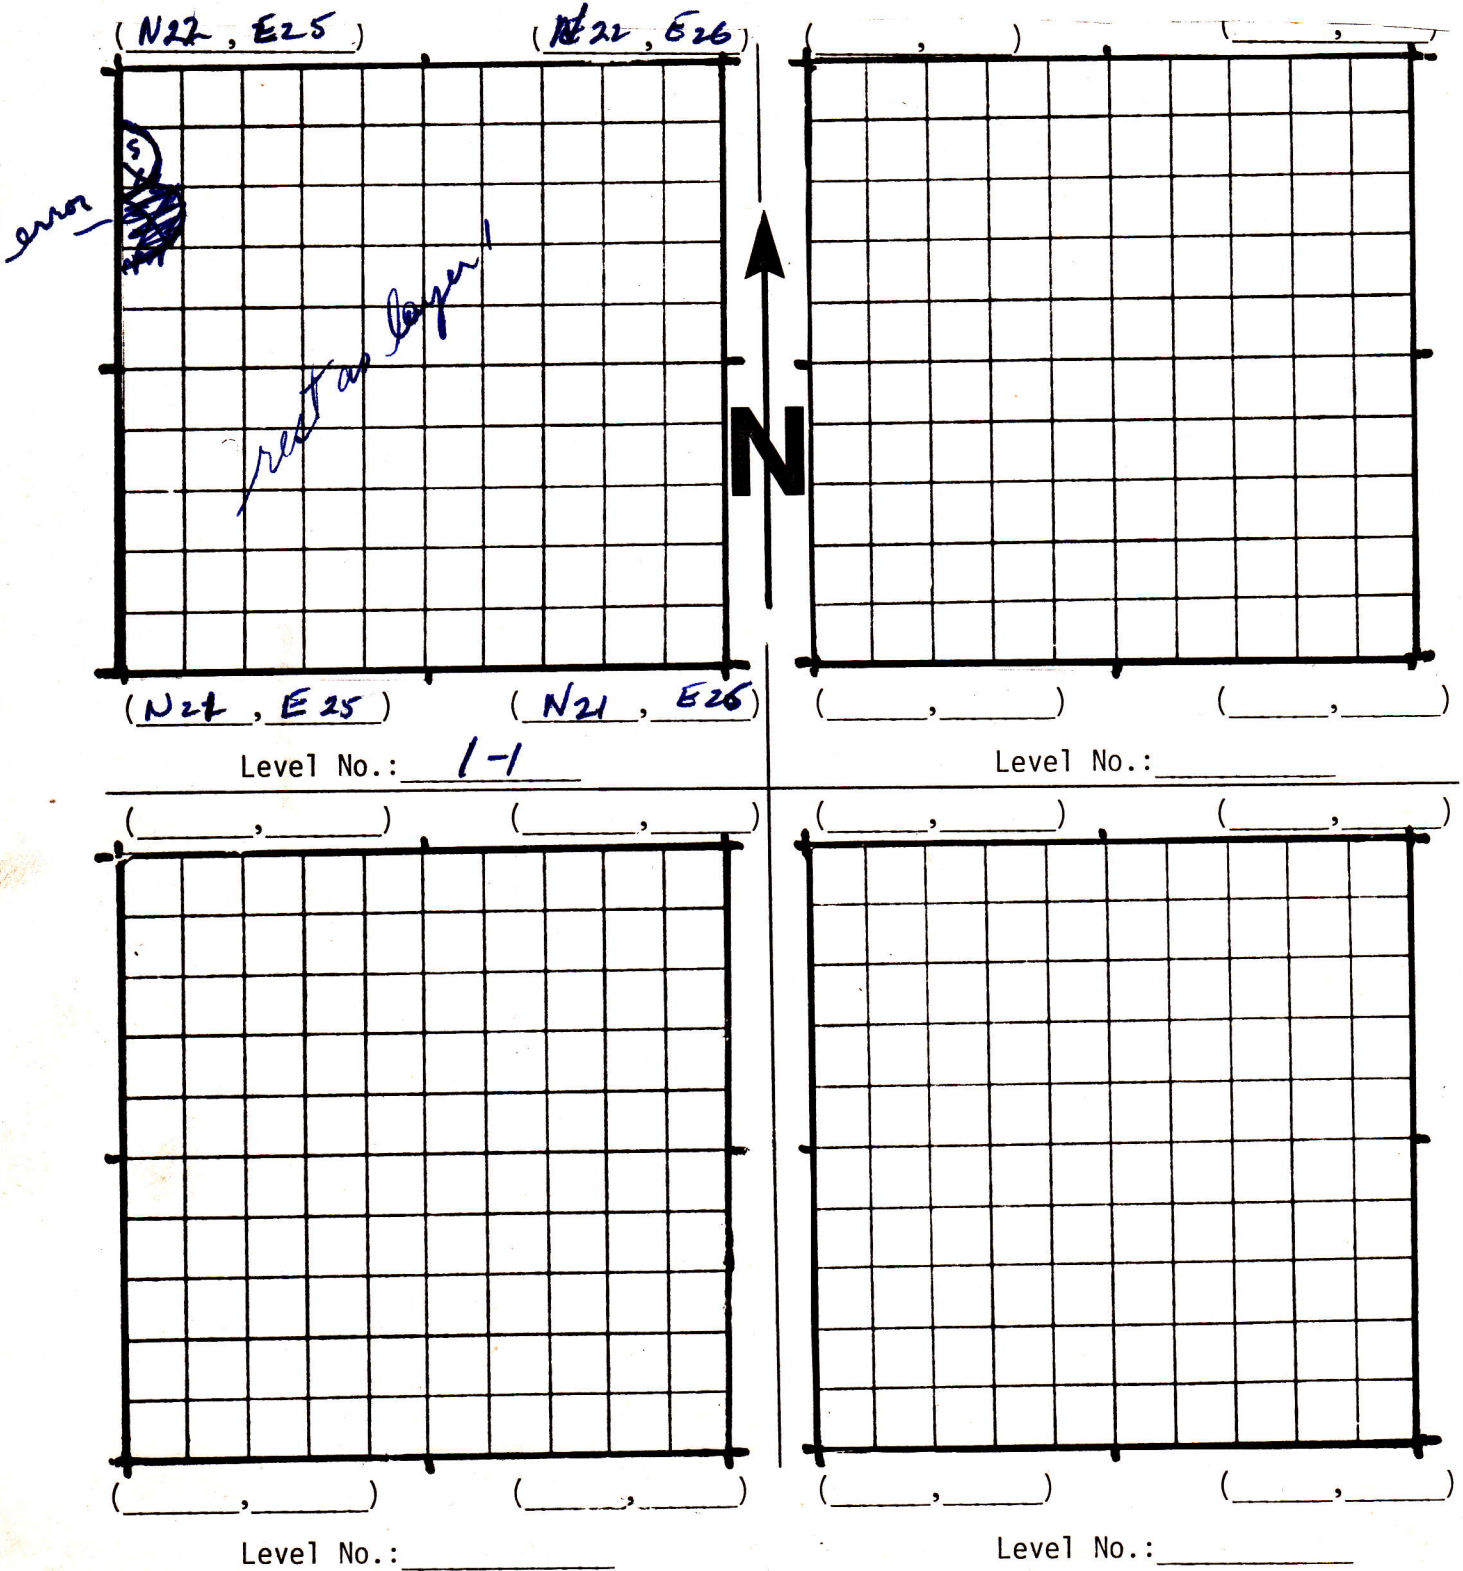 (N22, E25) (N22, E26) (      ,      ) (      ,      )
5
error
rest as layer 1
N
(N21, E25) (N21, E26) (      ,      ) (      ,      )
Level No.: 1-1 Level No.:
(      ,      ) (      ,      ) (      ,      ) (      ,      )
(      ,      ) (      ,      ) (      ,      ) (      ,      )
Level No.: Level No.: